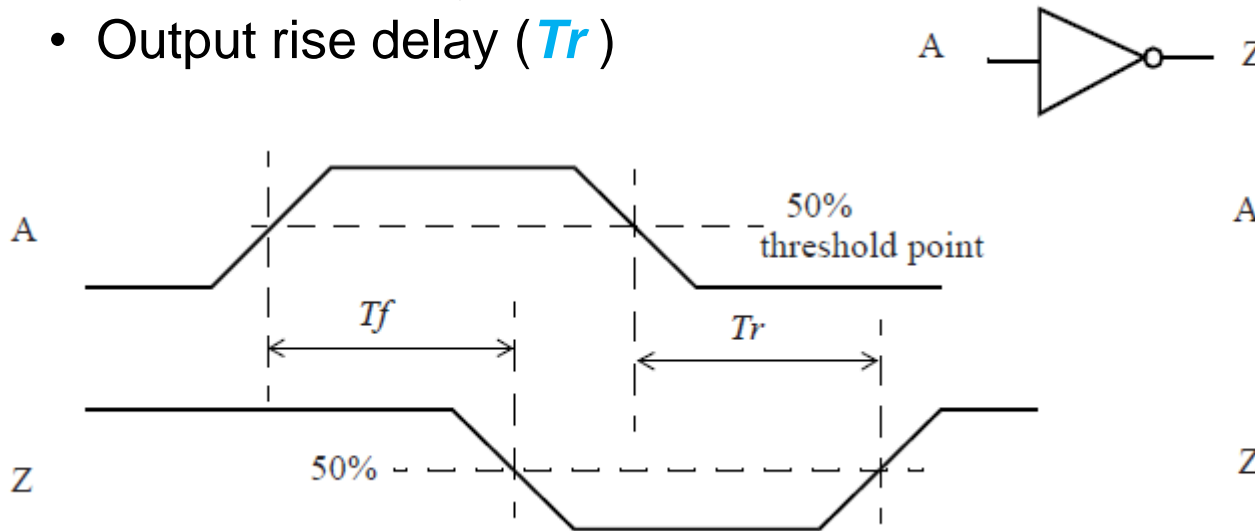 • Output rise delay (Tr)
A Z
50%
threshold point
A A
Tf Tr
50%
Z Z